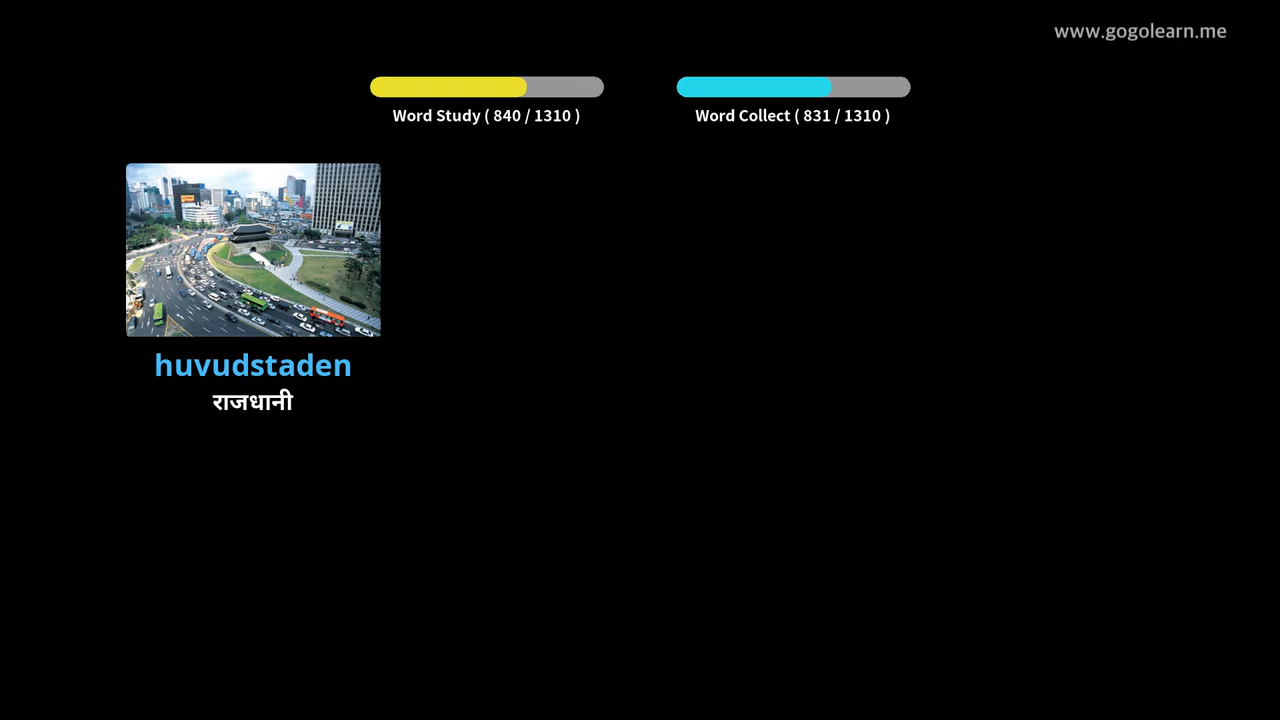 www.gogolearn.me
Word Study ( 840 / 1310 )
Word Collect ( 831 / 1310 )
huvudstaden
राजधानी